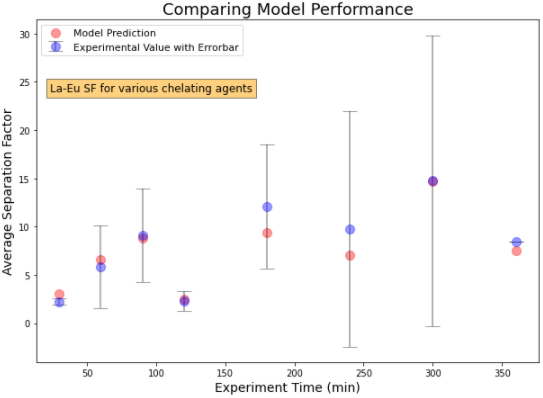 Comparing Model Performance
Model Prediction
Experimental Value with Errorbar
La-Eu SF for various chelating agents
Average Separation Factor
30
25
20
15
10
5
0
50
100
150
200
250
300
350
Experiment Time (min)